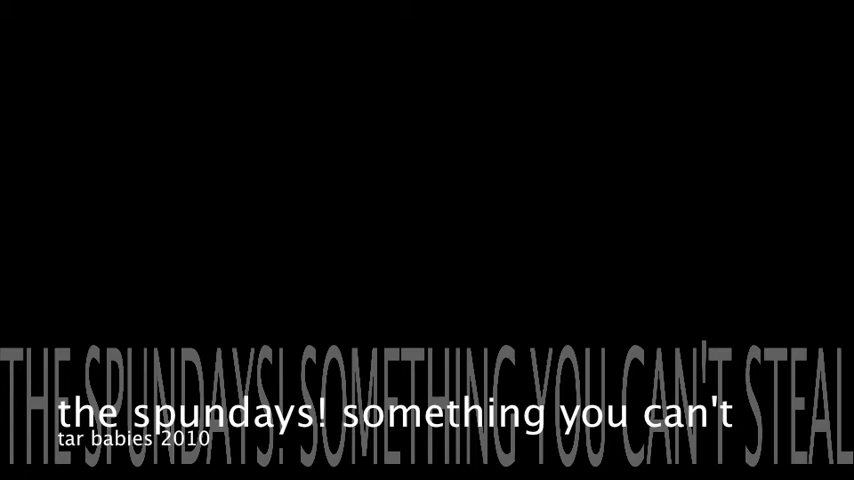 THE SPUNDAYS! SOMETHING YOU CAN'T STEAL
the spundays! something you can't
tar babies 2010